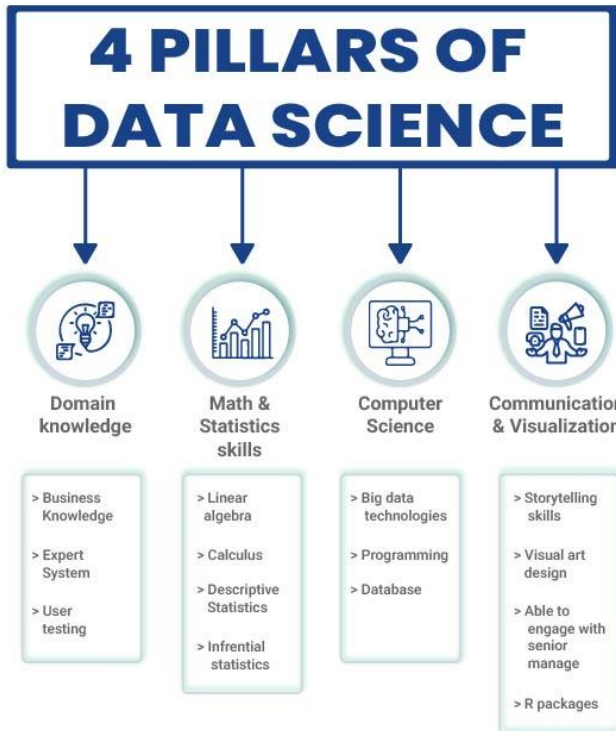 4 PILLARS OF
DATA SCIENCE
Domain
knowledge
> Business
Knowledge
> Expert
System
> User
testing
Math &
Statistics
skills
> Linear
algebra
> Calculus
> Descriptive
Statistics
> Infrential
statistics
Computer
Science
> Big data
technologies
> Programming
> Database
Communication
& Visualization
> Storytelling
skills
> Visual art
design
> Able to
engage with
senior
manage
> R packages